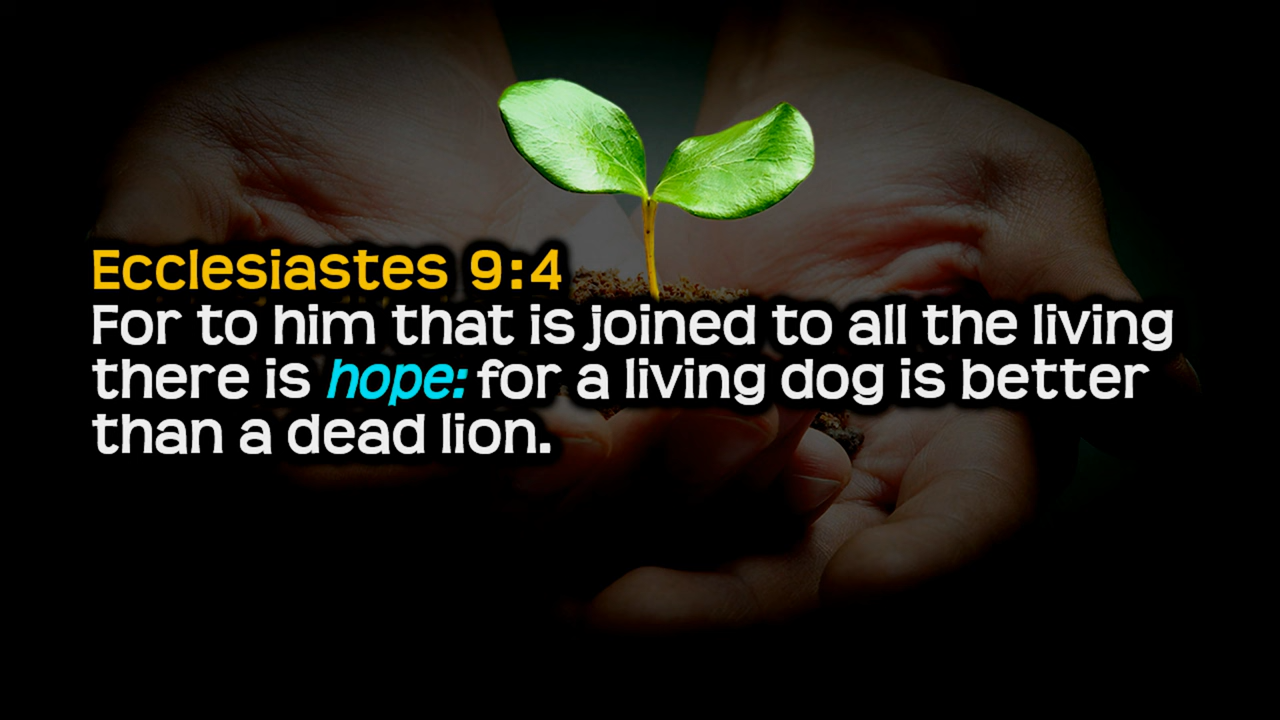 Ecclesiastes 9:4
For to him that is joined to all the living
there is hope: for a living dog is better
than a dead lion.